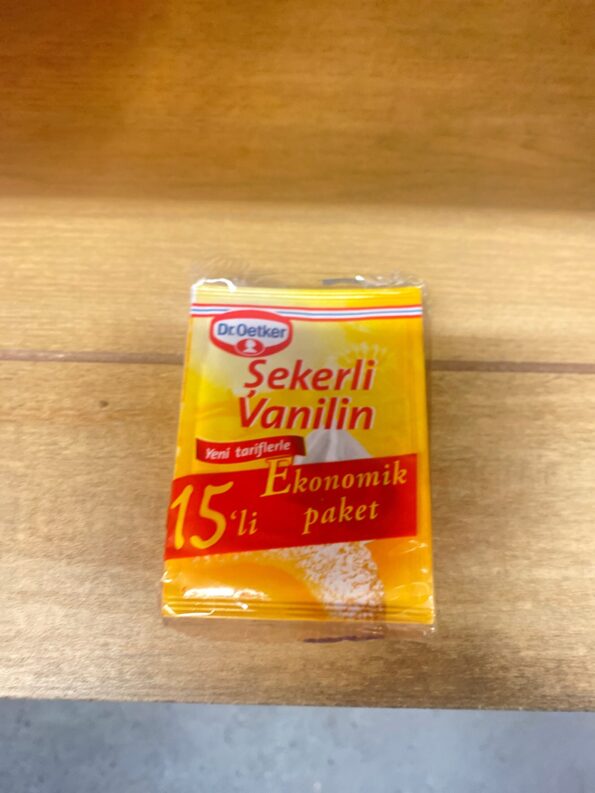 Dr.Oetker
Şekerli
Vanilin
Yeni tariflerle
15'li
Ekonomik
paket